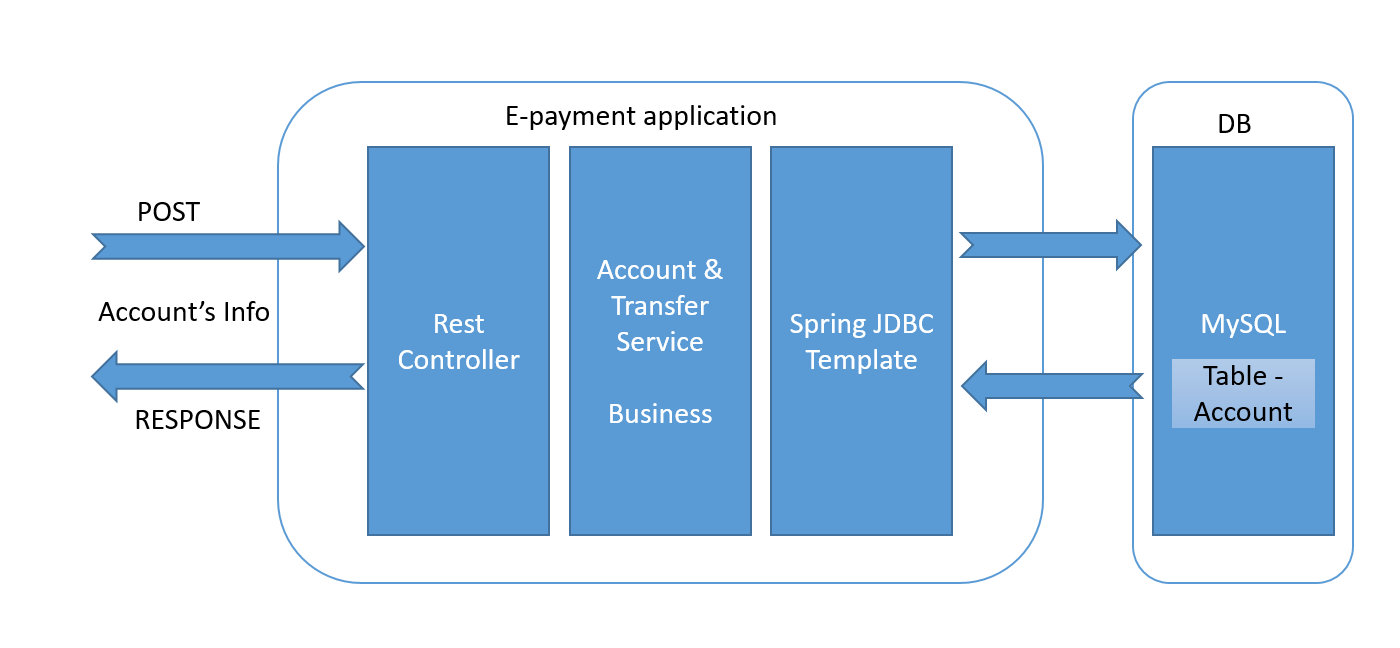 E-payment application
DB
POST
Account’s Info
RESPONSE
Rest
Controller
Account &
Transfer
Service
Business
Spring JDBC
Template
MySQL
Table -
Account